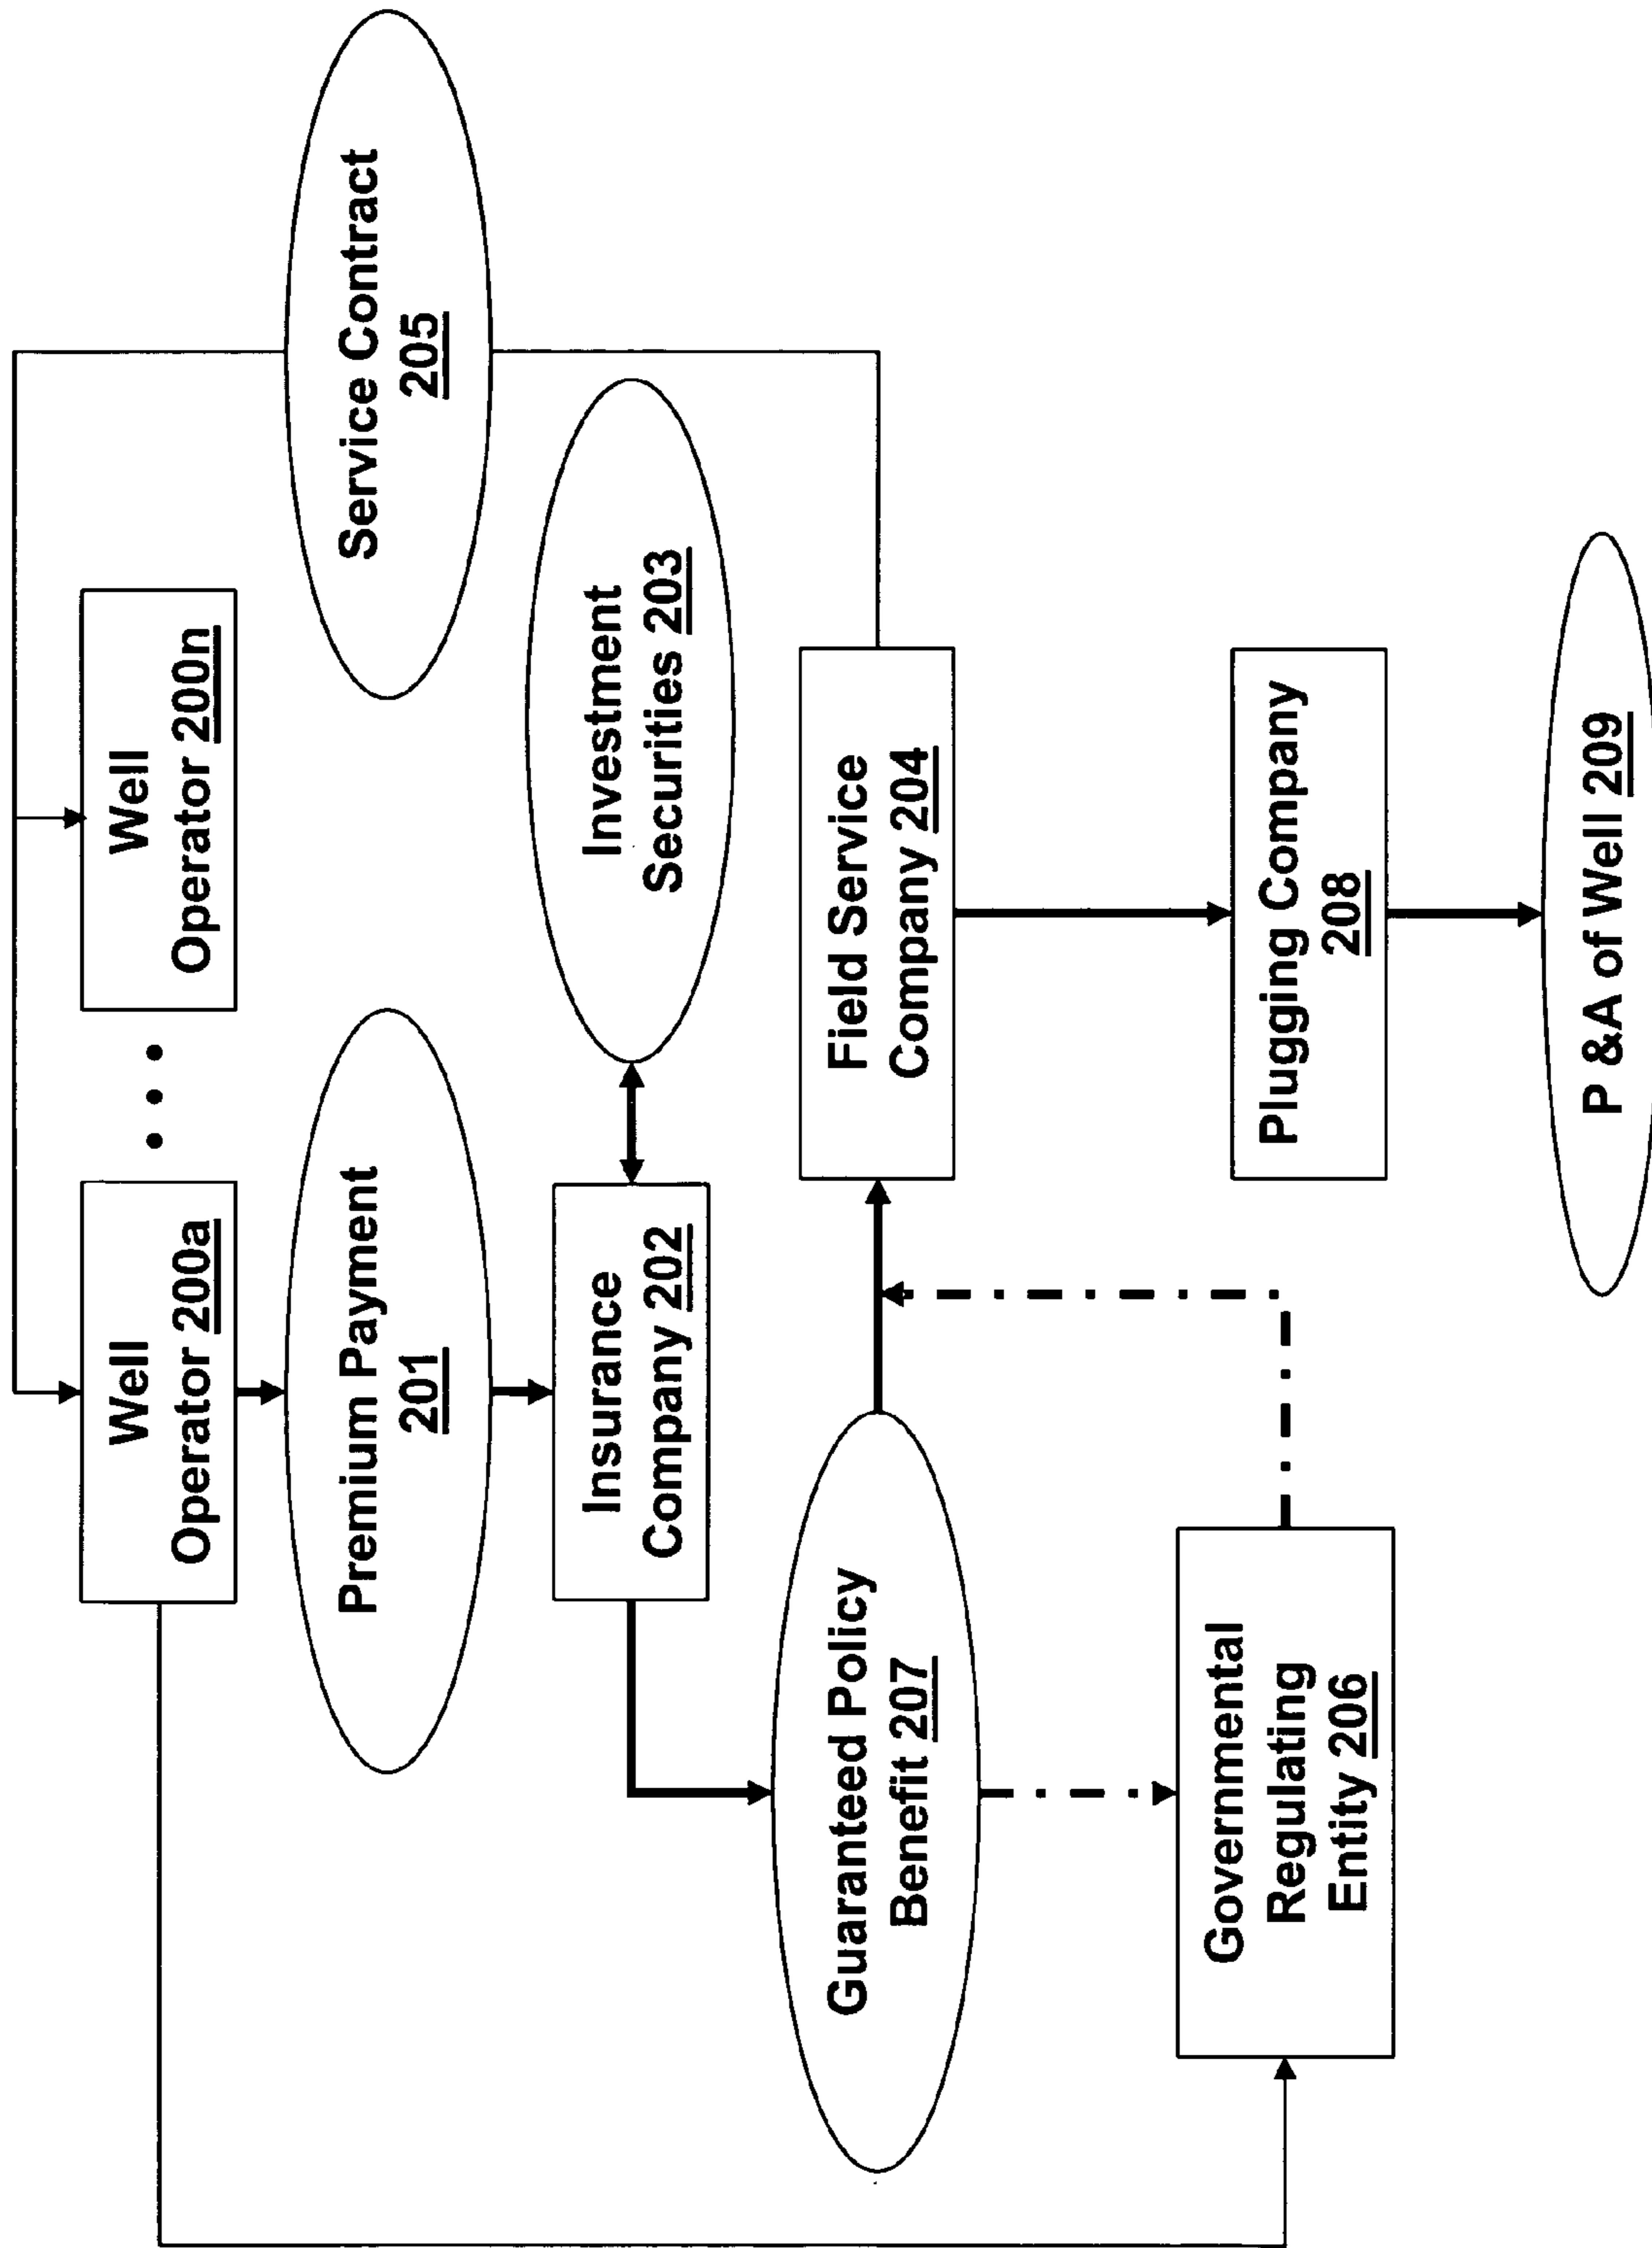 Well
Operator 200a
Well
Operator 200n
Premium Payment
201
Service Contract
205
Insurance
Company 202
Investment
Securities 203
Guaranteed Policy
Benefit 207
Field Service
Company 204
Governmental
Regulating
Entity 206
Plugging Company
208
P &A of Well 209